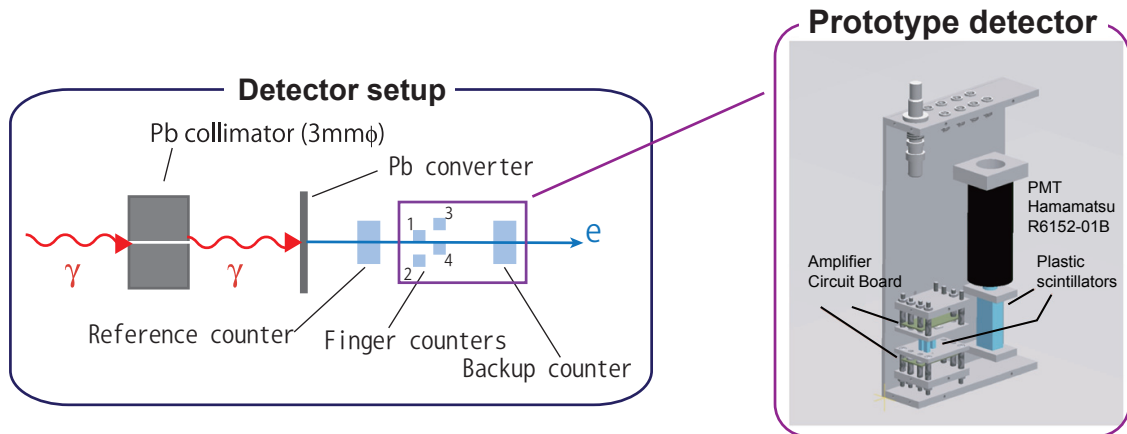 Detector setup
Pb collimator (3mmϕ)
Pb converter
γ
γ
1
2
3
4
e
Reference counter
Finger counters
Backup counter
Prototype detector
PMT
Hamamatsu
R6152-01B
Amplifier
Circuit Board
Plastic
scintillators